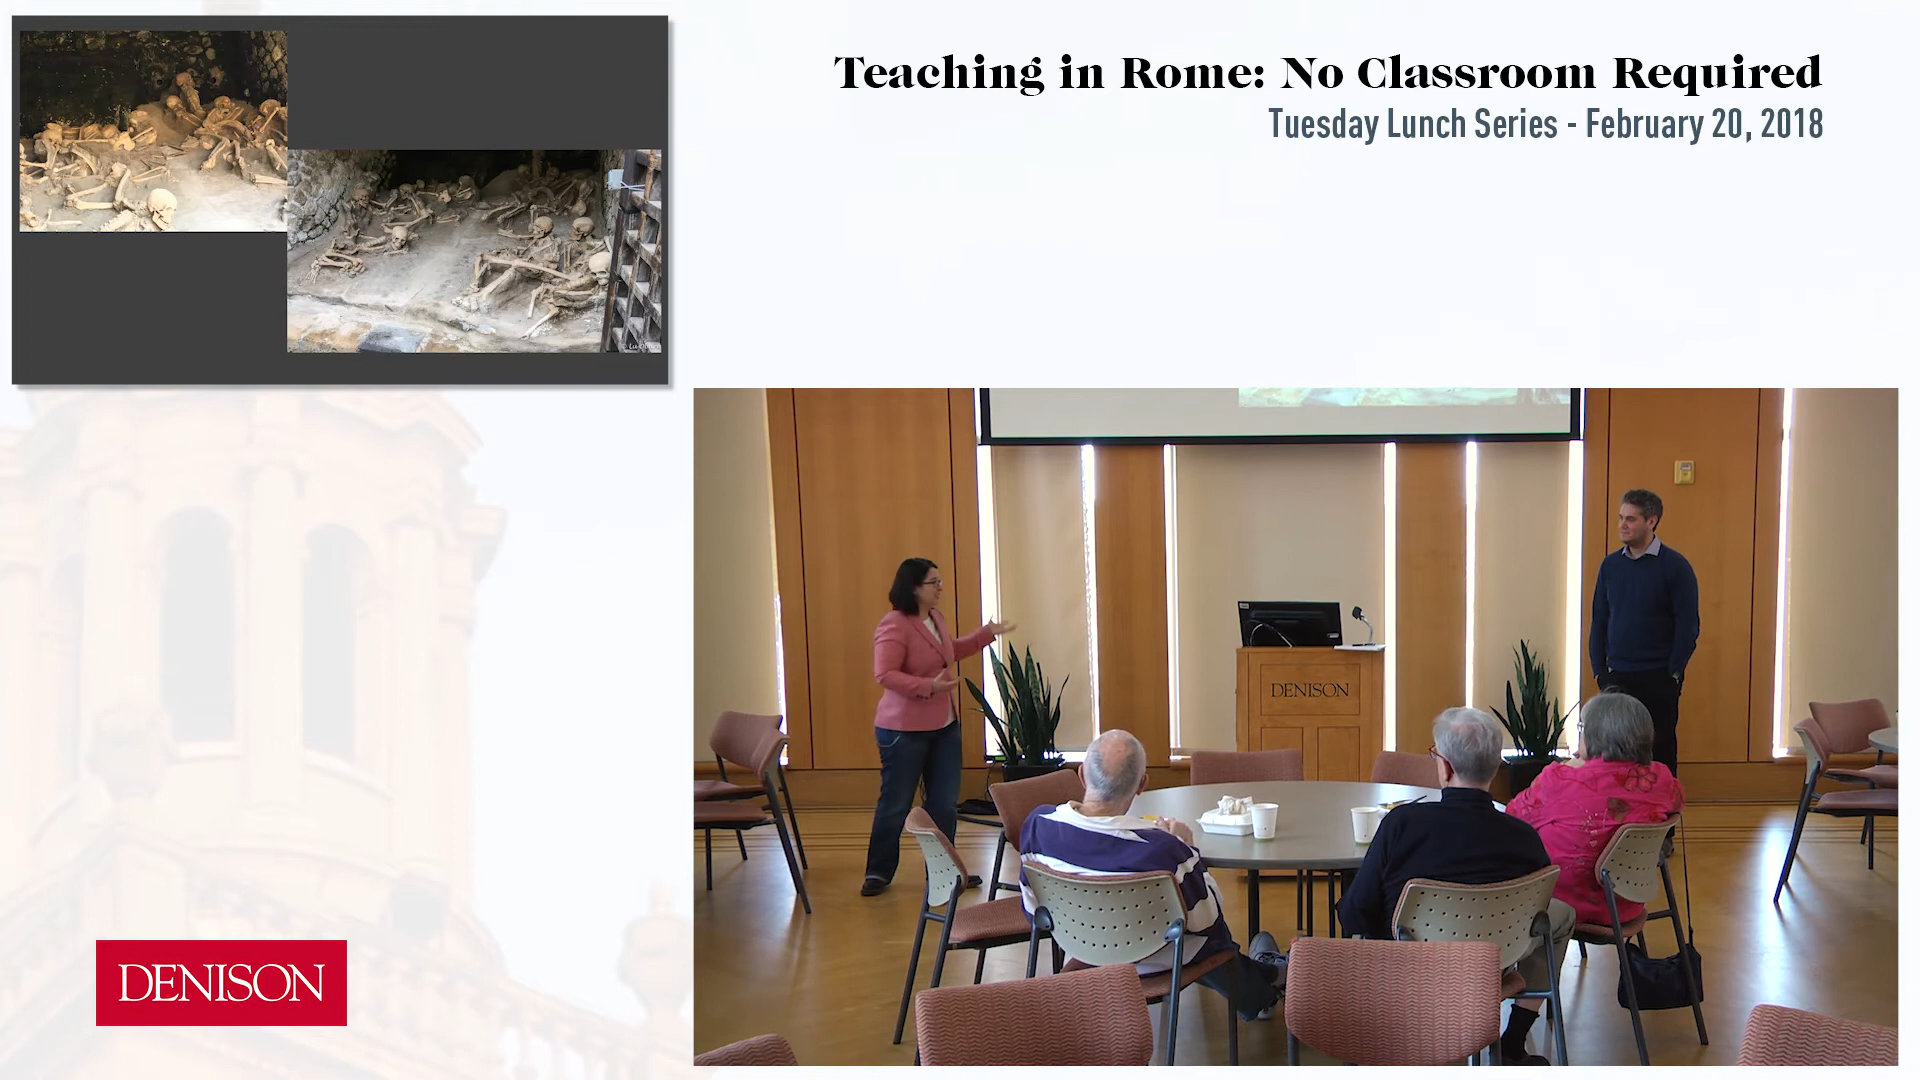 Teaching in Rome: No Classroom Required
Tuesday Lunch Series - February 20, 2018
DENISON
DENISON